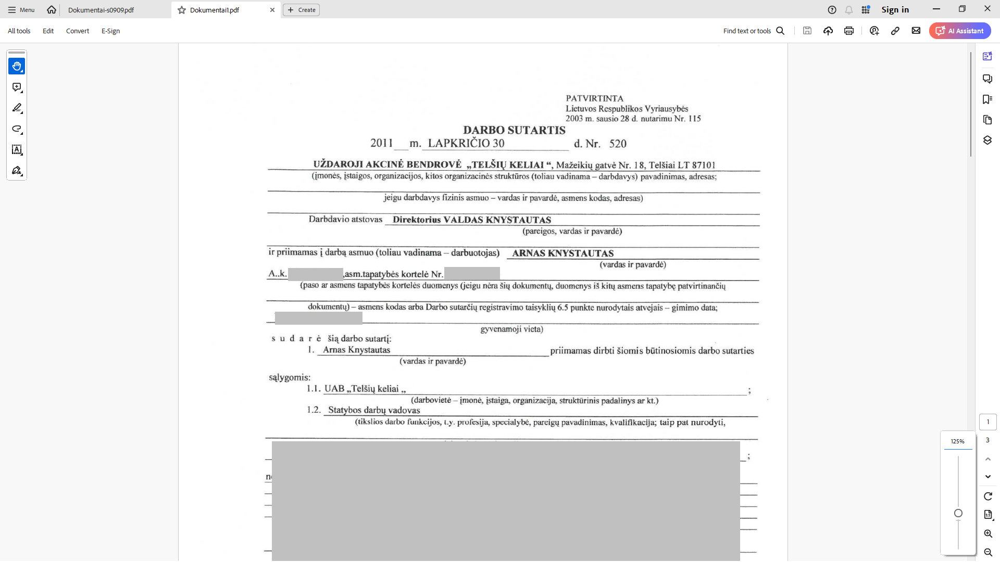 Menu
Dokumentai-s0909.pdf
Dokumentai1.pdf
Create
Sign in
All tools
Edit
Convert
E-Sign
Find text or tools
AI Assistant
PATVIRTINTA
Lietuvos Respublikos Vyriausybės
2003 m. sausio 28 d. nutarimu Nr. 115
DARBO SUTARTIS
2011 m. LAPKRIČIO 30 d. Nr. 520
UŽDAROJI AKCINĖ BENDROVĖ „TELŠIŲ KELIAI “, Mažeikių gatvė Nr. 18, Telšiai LT 87101
(įmonės, įstaigos, organizacijos, kitos organizacinės struktūros (toliau vadinama – darbdavys) pavadinimas, adresas;
jeigu darbdavys fizinis asmuo – vardas ir pavardė, asmens kodas, adresas)
Darbdavio atstovas Direktorius VALDAS KNYSTAUTAS
(pareigos, vardas ir pavardė)
ir priimamas į darbą asmuo (toliau vadinama – darbuotojas) ARNAS KNYSTAUTAS
(vardas ir pavardė)
A..k. ,asm.tapatybės kortelė Nr.
(paso ar asmens tapatybės kortelės duomenys (jeigu nėra šių dokumentų, duomenys iš kitų asmens tapatybę patvirtinančių
dokumentų) – asmens kodas arba Darbo sutarčių registravimo taisyklių 6.5 punkte nurodytais atvejais – gimimo data;
gyvenamoji vieta)
s u d a r ė šią darbo sutartį:
1. Arnas Knystautas priimamas dirbti šiomis būtinosiomis darbo sutarties
(vardas ir pavardė)
sąlygomis:
1.1. UAB „Telšių keliai „ ;
(darbovietė – įmonė, įstaiga, organizacija, struktūrinis padalinys ar kt.)
1.2. Statybos darbų vadovas
(tikslios darbo funkcijos, t.y. profesija, specialybė, pareigų pavadinimas, kvalifikacija; taip pat nurodyti,
;
1
125%
3